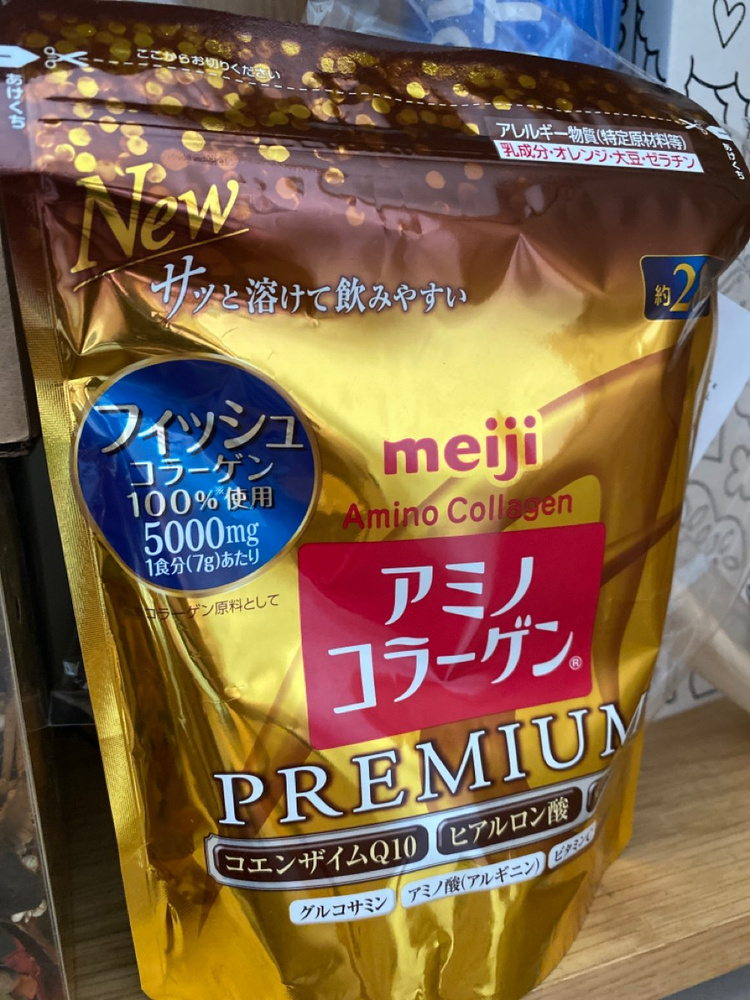 ここからお切りください
あけくち
あけくち
アレルギー物質(特定原材料等)
乳成分・オレンジ・大豆・ゼラチン
New
サッと溶けて飲みやすい
約2
フィッシュ
コラーゲン
100%※使用
5000mg
1食分(7g)あたり
コラーゲン原料として
meiji
Amino Collagen
アミノ
コラーゲン®
PREMIUM
コエンザイムQ10
ヒアルロン酸
グルコサミン
アミノ酸(アルギニン)
ビタミンC